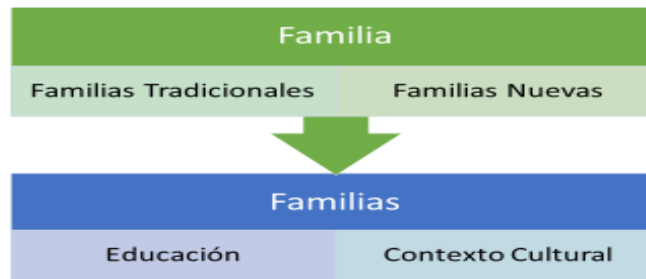 Familia
Familias Tradicionales
Familias Nuevas
Familias
Educación
Contexto Cultural